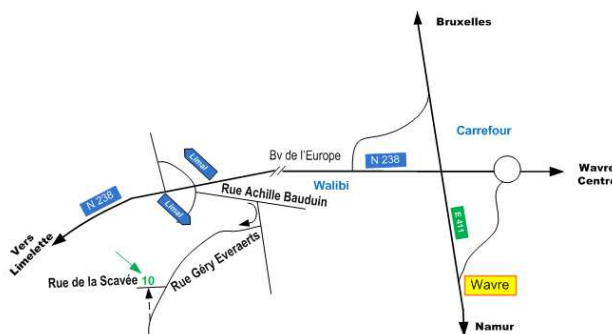 Bruxelles
Carrefour
Limal
Bv de l'Europe
N 238
Wavre
Centre
Walibi
Rue Achille Bauduin
N 238
Limal
E 411
Vers
Limelette
Rue Géry Everaerts
Rue de la Scavée 10
Wavre
Namur